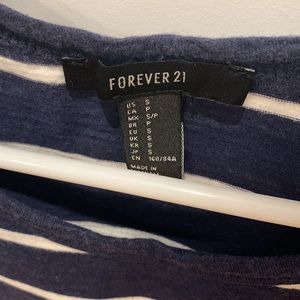 FOREVER 21
US S
CA P
MX S/P
BR P
EU S
UK S
KR S
JP S
CN 160/84A
MADE IN